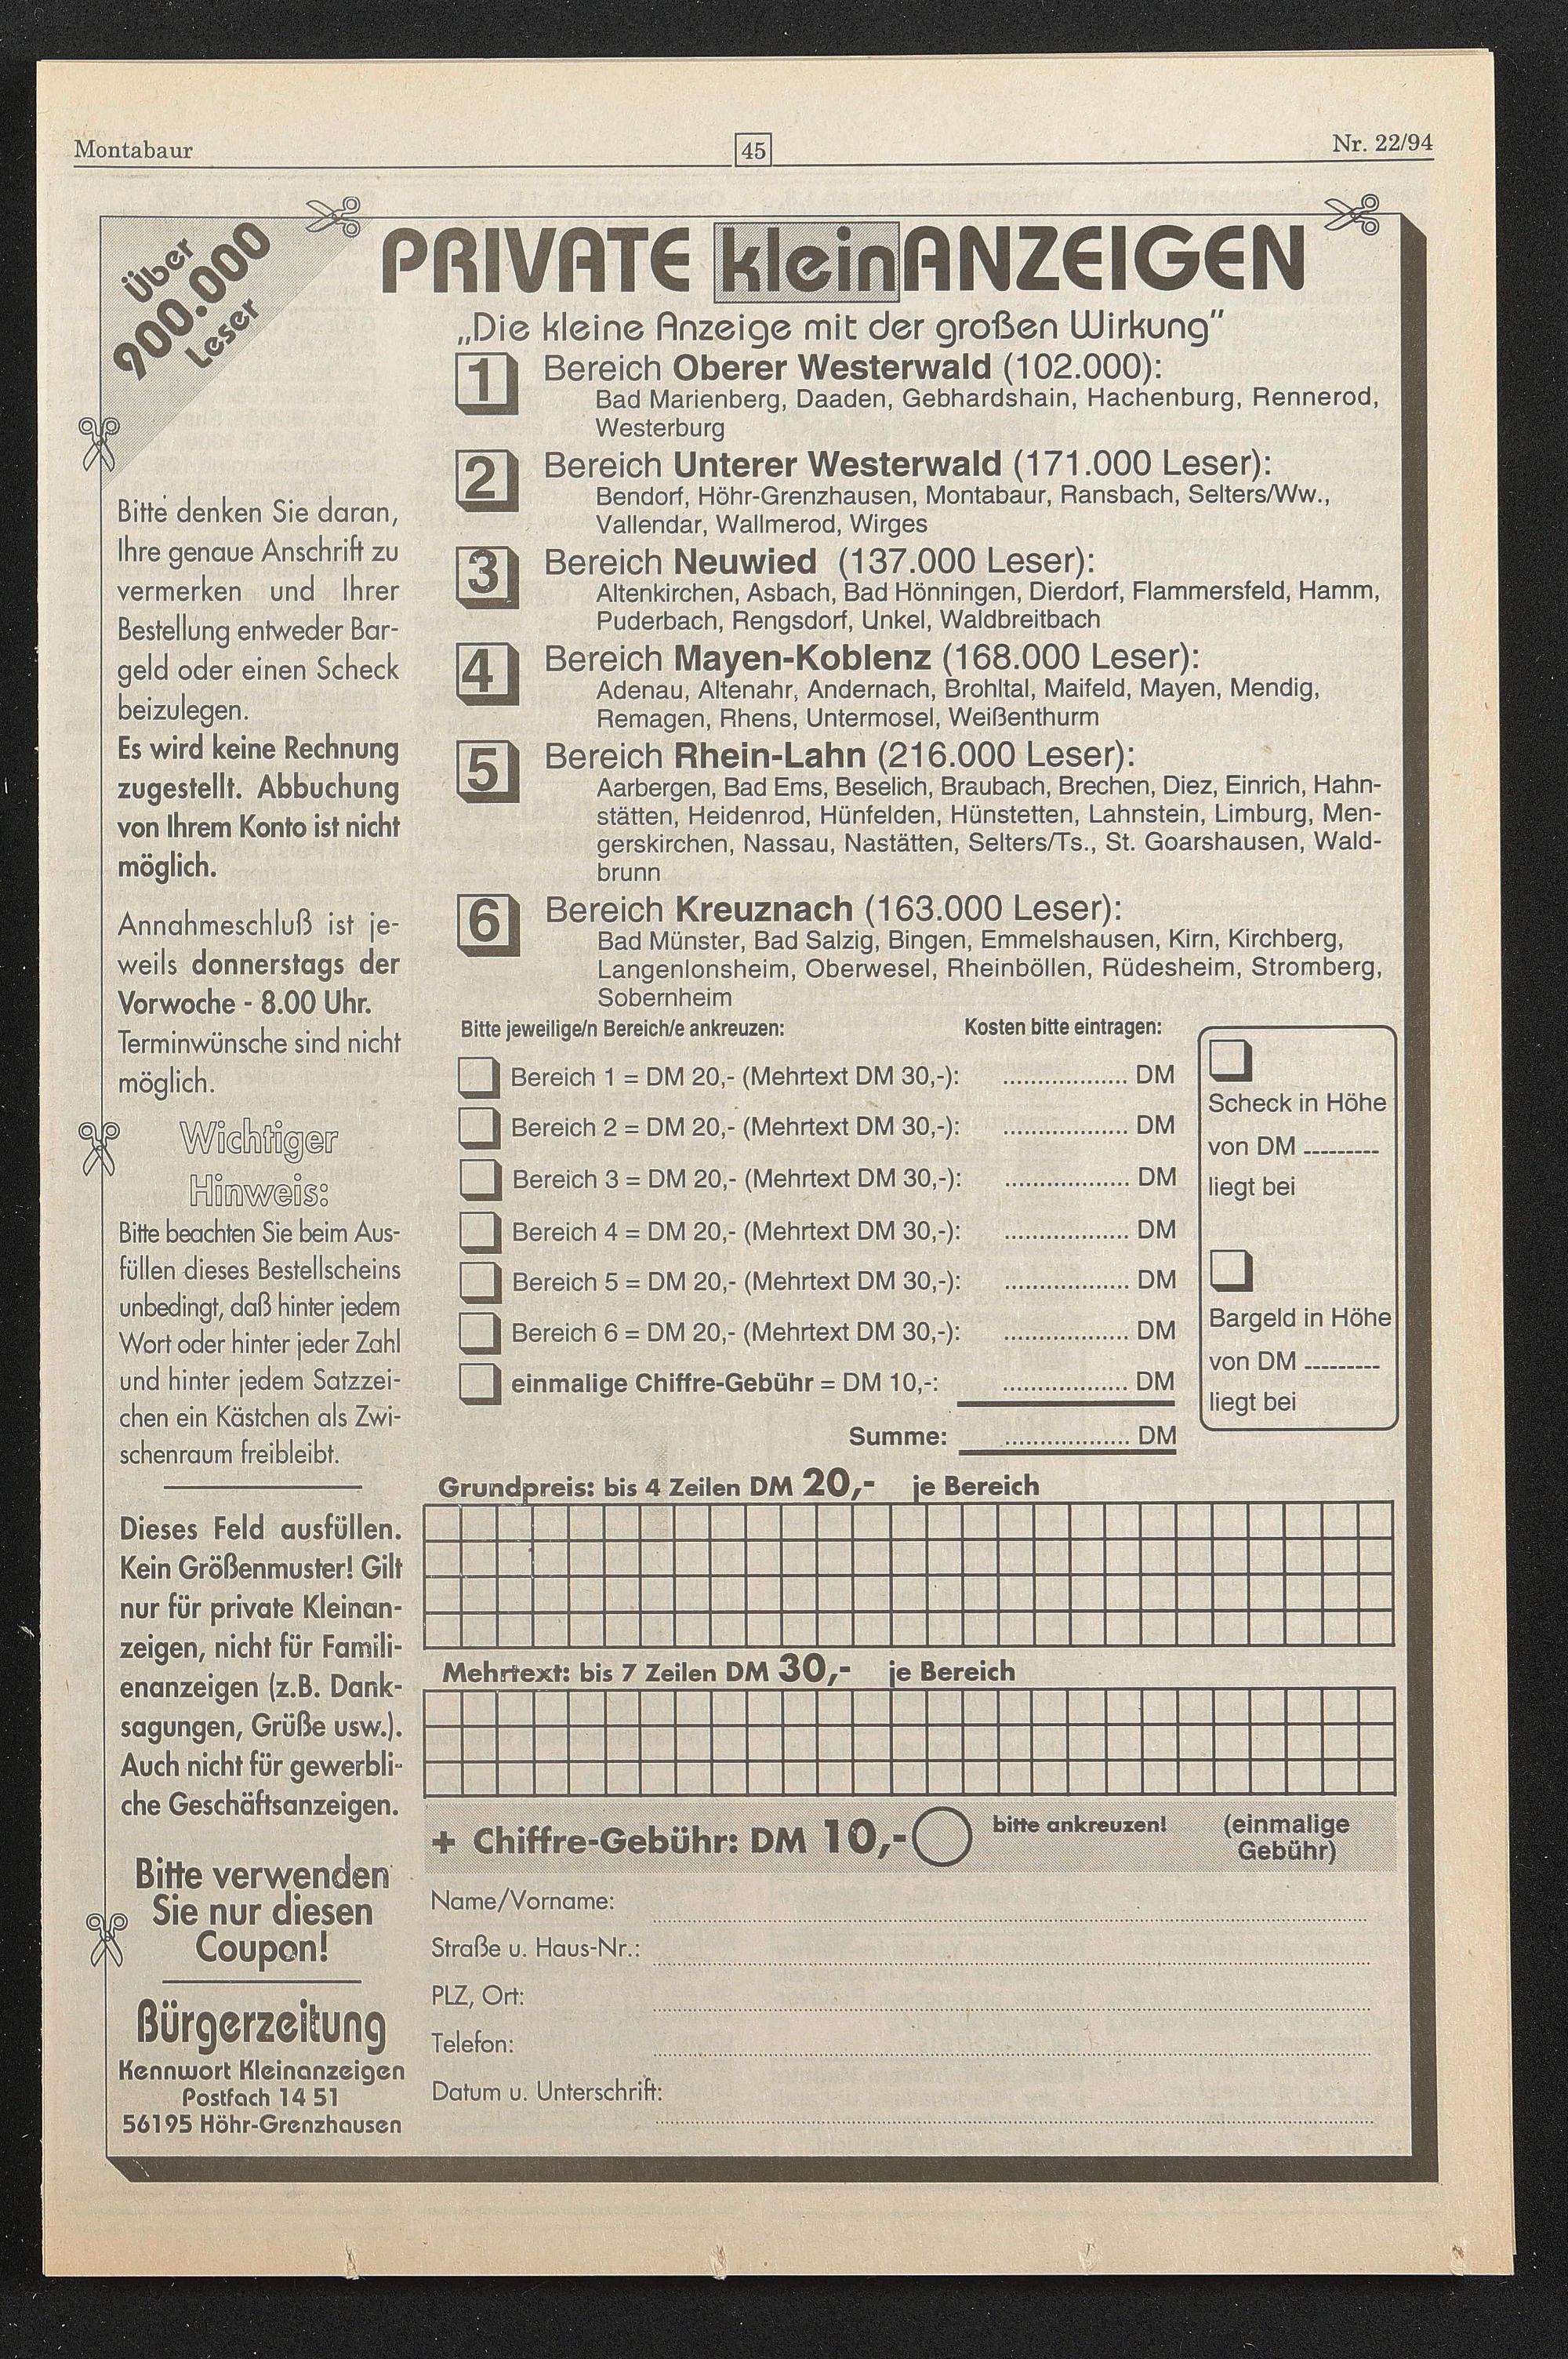 Montabaur
45
Nr. 22/94
Über
900.000
Leser
PRIVATE kleinANZEIGEN
„Die kleine Anzeige mit der großen Wirkung“
1 Bereich Oberer Westerwald (102.000):
Bad Marienberg, Daaden, Gebhardshain, Hachenburg, Rennerod,
Westerburg
2 Bereich Unterer Westerwald (171.000 Leser):
Bendorf, Höhr-Grenzhausen, Montabaur, Ransbach, Selters/Ww.,
Vallendar, Wallmerod, Wirges
3 Bereich Neuwied (137.000 Leser):
Altenkirchen, Asbach, Bad Hönningen, Dierdorf, Flammersfeld, Hamm,
Puderbach, Rengsdorf, Unkel, Waldbreitbach
4 Bereich Mayen-Koblenz (168.000 Leser):
Adenau, Altenahr, Andernach, Brohltal, Maifeld, Mayen, Mendig,
Remagen, Rhens, Untermosel, Weißenthurm
5 Bereich Rhein-Lahn (216.000 Leser):
Aarbergen, Bad Ems, Beselich, Braubach, Brechen, Diez, Einrich, Hahn-
stätten, Heidenrod, Hünfelden, Hünstetten, Lahnstein, Limburg, Men-
gerskirchen, Nassau, Nastätten, Selters/Ts., St. Goarshausen, Wald-
brunn
6 Bereich Kreuznach (163.000 Leser):
Bad Münster, Bad Salzig, Bingen, Emmelshausen, Kirn, Kirchberg,
Langenlonsheim, Oberwesel, Rheinböllen, Rüdesheim, Stromberg,
Sobernheim
Bitte denken Sie daran,
Ihre genaue Anschrift zu
vermerken und Ihrer
Bestellung entweder Bar-
geld oder einen Scheck
beizulegen.
Es wird keine Rechnung
zugestellt. Abbuchung
von Ihrem Konto ist nicht
möglich.
Annahmeschluß ist je-
weils donnerstags der
Vorwoche - 8.00 Uhr.
Terminwünsche sind nicht
möglich.
Wichtiger
Hinweis:
Bitte beachten Sie beim Aus-
füllen dieses Bestellscheins
unbedingt, daß hinter jedem
Wort oder hinter jeder Zahl
und hinter jedem Satzzei-
chen ein Kästchen als Zwi-
schenraum freibleibt.
Dieses Feld ausfüllen.
Kein Größenmuster! Gilt
nur für private Kleinan-
zeigen, nicht für Famili-
enanzeigen (z.B. Dank-
sagungen, Grüße usw.).
Auch nicht für gewerbli-
che Geschäftsanzeigen.
Bitte verwenden
Sie nur diesen
Coupon!
Bürgerzeitung
Kennwort Kleinanzeigen
Postfach 14 51
56195 Höhr-Grenzhausen
Bitte jeweilige/n Bereich/e ankreuzen: Kosten bitte eintragen:
Bereich 1 = DM 20,- (Mehrtext DM 30,-): ................... DM
Bereich 2 = DM 20,- (Mehrtext DM 30,-): ................... DM
Bereich 3 = DM 20,- (Mehrtext DM 30,-): ................... DM
Bereich 4 = DM 20,- (Mehrtext DM 30,-): ................... DM
Bereich 5 = DM 20,- (Mehrtext DM 30,-): ................... DM
Bereich 6 = DM 20,- (Mehrtext DM 30,-): ................... DM
einmalige Chiffre-Gebühr = DM 10,-: ................... DM
Summe: ................... DM
Scheck in Höhe
von DM ---------
liegt bei
Bargeld in Höhe
von DM ---------
liegt bei
Grundpreis: bis 4 Zeilen DM 20,- je Bereich
Mehrtext: bis 7 Zeilen DM 30,- je Bereich
+ Chiffre-Gebühr: DM 10,- bitte ankreuzen! (einmalige
Gebühr)
Name/Vorname:
Straße u. Haus-Nr.:
PLZ, Ort:
Telefon:
Datum u. Unterschrift: